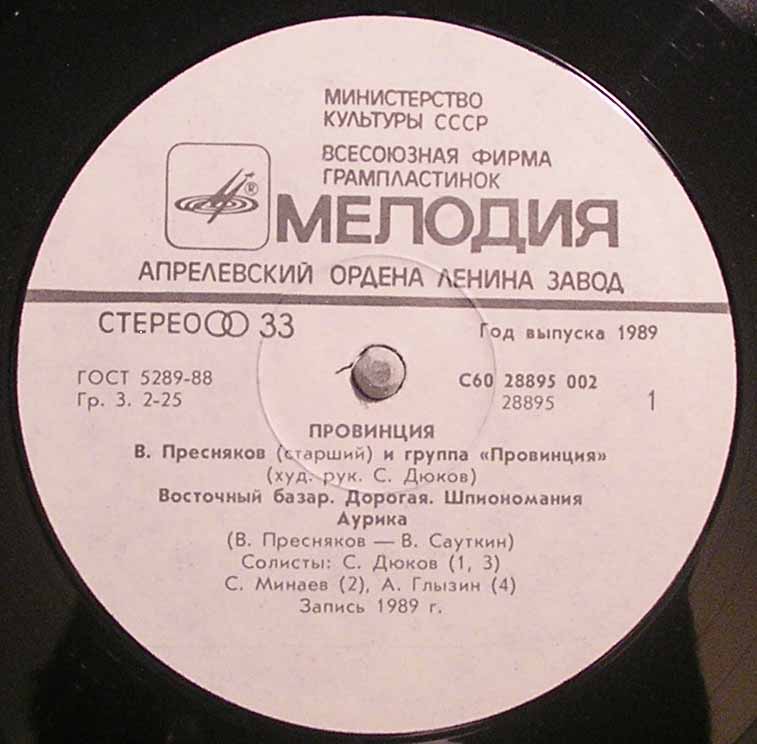 МИНИСТЕРСТВО
КУЛЬТУРЫ СССР
ВСЕСОЮЗНАЯ ФИРМА
ГРАМПЛАСТИНОК
®
МЕЛОДИЯ
АПРЕЛЕВСКИЙ ОРДЕНА ЛЕНИНА ЗАВОД
СТЕРЕО 33
Год выпуска 1989
ГОСТ 5289-88
Гр. 3. 2-25
С60 28895 002
28895
1
ПРОВИНЦИЯ
В. Пресняков (старший) и группа «Провинция»
(худ. рук. С. Дюков)
Восточный базар. Дорогая. Шпиономания
Аурика
(В. Пресняков — В. Сауткин)
Солисты: С. Дюков (1, 3)
С. Минаев (2), А. Глызин (4)
Запись 1989 г.